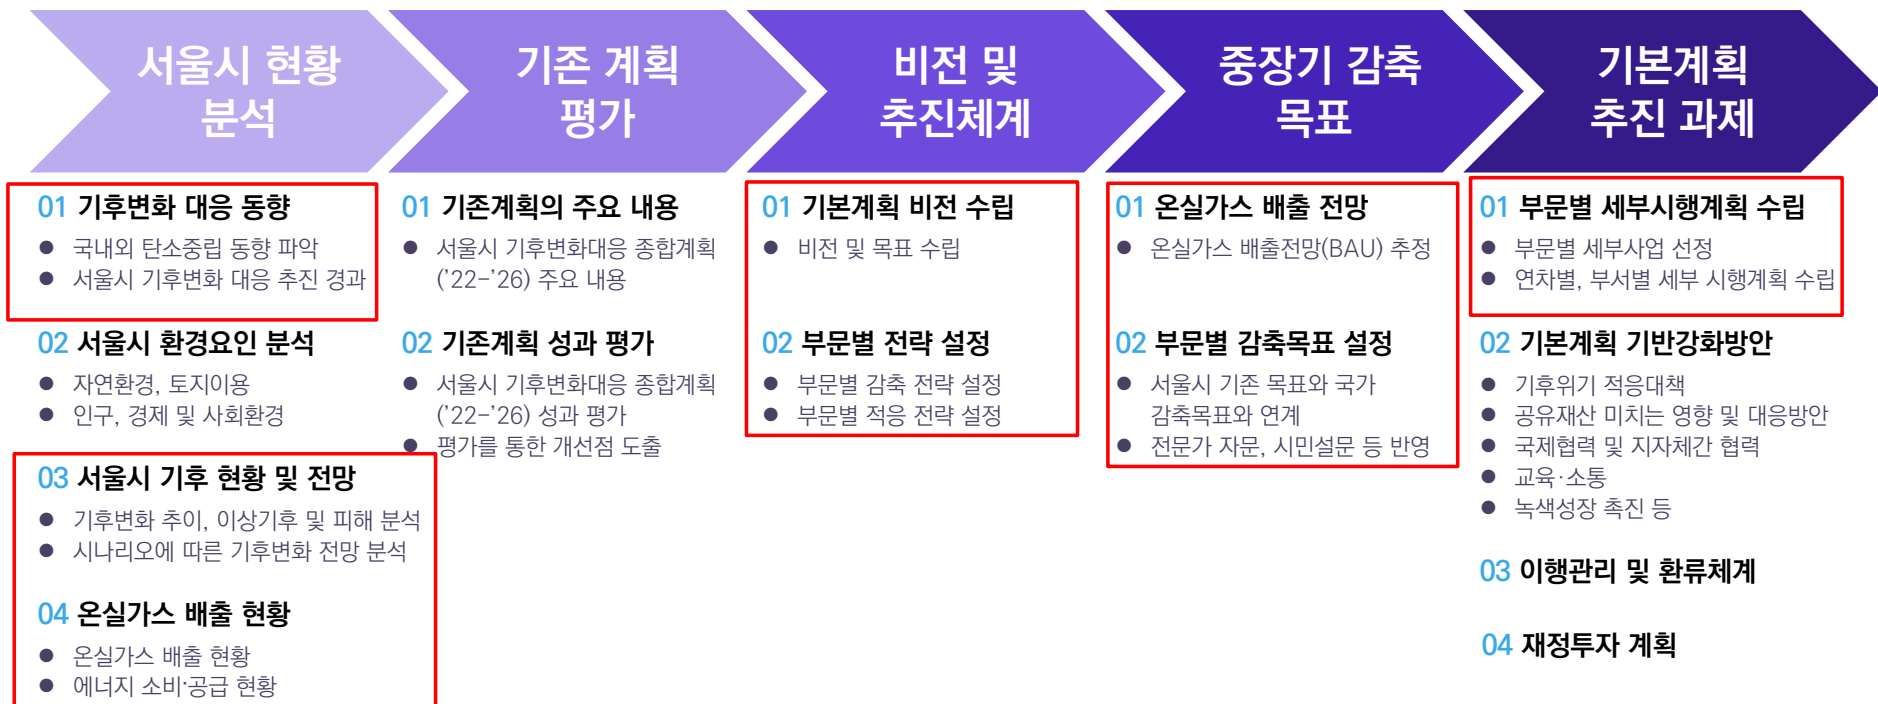 서울시 현황
분석
기존 계획
평가
비전 및
추진체계
중장기 감축
목표
기본계획
추진 과제
01 기후변화 대응 동향
● 국내외 탄소중립 동향 파악
● 서울시 기후변화 대응 추진 경과
02 서울시 환경요인 분석
● 자연환경, 토지이용
● 인구, 경제 및 사회환경
03 서울시 기후 현황 및 전망
● 기후변화 추이, 이상기후 및 피해 분석
● 시나리오에 따른 기후변화 전망 분석
04 온실가스 배출 현황
● 온실가스 배출 현황
● 에너지 소비·공급 현황
01 기존계획의 주요 내용
● 서울시 기후변화대응 종합계획
('22-'26) 주요 내용
02 기존계획 성과 평가
● 서울시 기후변화대응 종합계획
('22-'26) 성과 평가
● 평가를 통한 개선점 도출
01 기본계획 비전 수립
● 비전 및 목표 수립
02 부문별 전략 설정
● 부문별 감축 전략 설정
● 부문별 적응 전략 설정
01 온실가스 배출 전망
● 온실가스 배출전망(BAU) 추정
02 부문별 감축목표 설정
● 서울시 기존 목표와 국가
감축목표와 연계
● 전문가 자문, 시민설문 등 반영
01 부문별 세부시행계획 수립
● 부문별 세부사업 선정
● 연차별, 부서별 세부 시행계획 수립
02 기본계획 기반강화방안
● 기후위기 적응대책
● 공유재산 미치는 영향 및 대응방안
● 국제협력 및 지자체간 협력
● 교육·소통
● 녹색성장 촉진 등
03 이행관리 및 환류체계
04 재정투자 계획